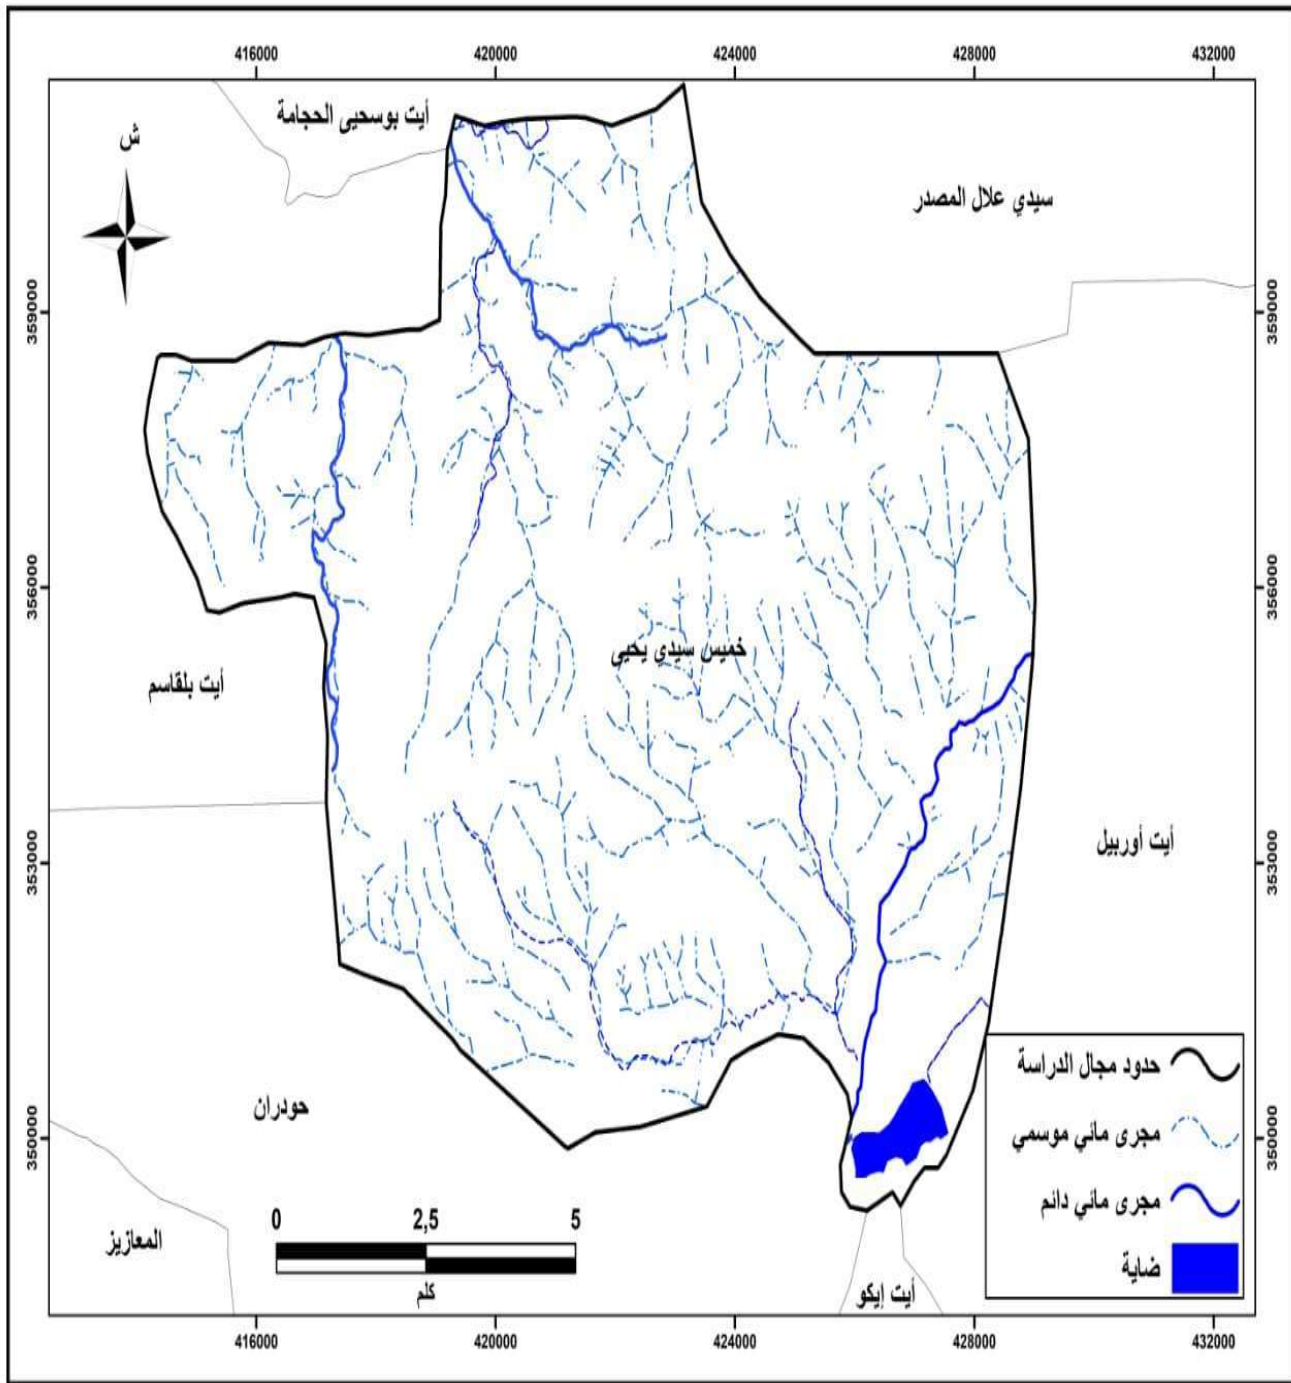 416000 420000 424000 428000 432000
أيت بوسحيى الحجامة
ش
سيدي علال المصدر
359000 359000
356000 356000
خميس سيدي يحيى
أيت بلقاسم
أيت أوربيل
353000 353000
حدود مجال الدراسة
حودران
مجرى مائي موسمي
350000 350000
مجرى مائي دائم
0 2,5 5
المعازيز
ضاية
كلم
أيت إيكو
416000 420000 424000 428000 432000